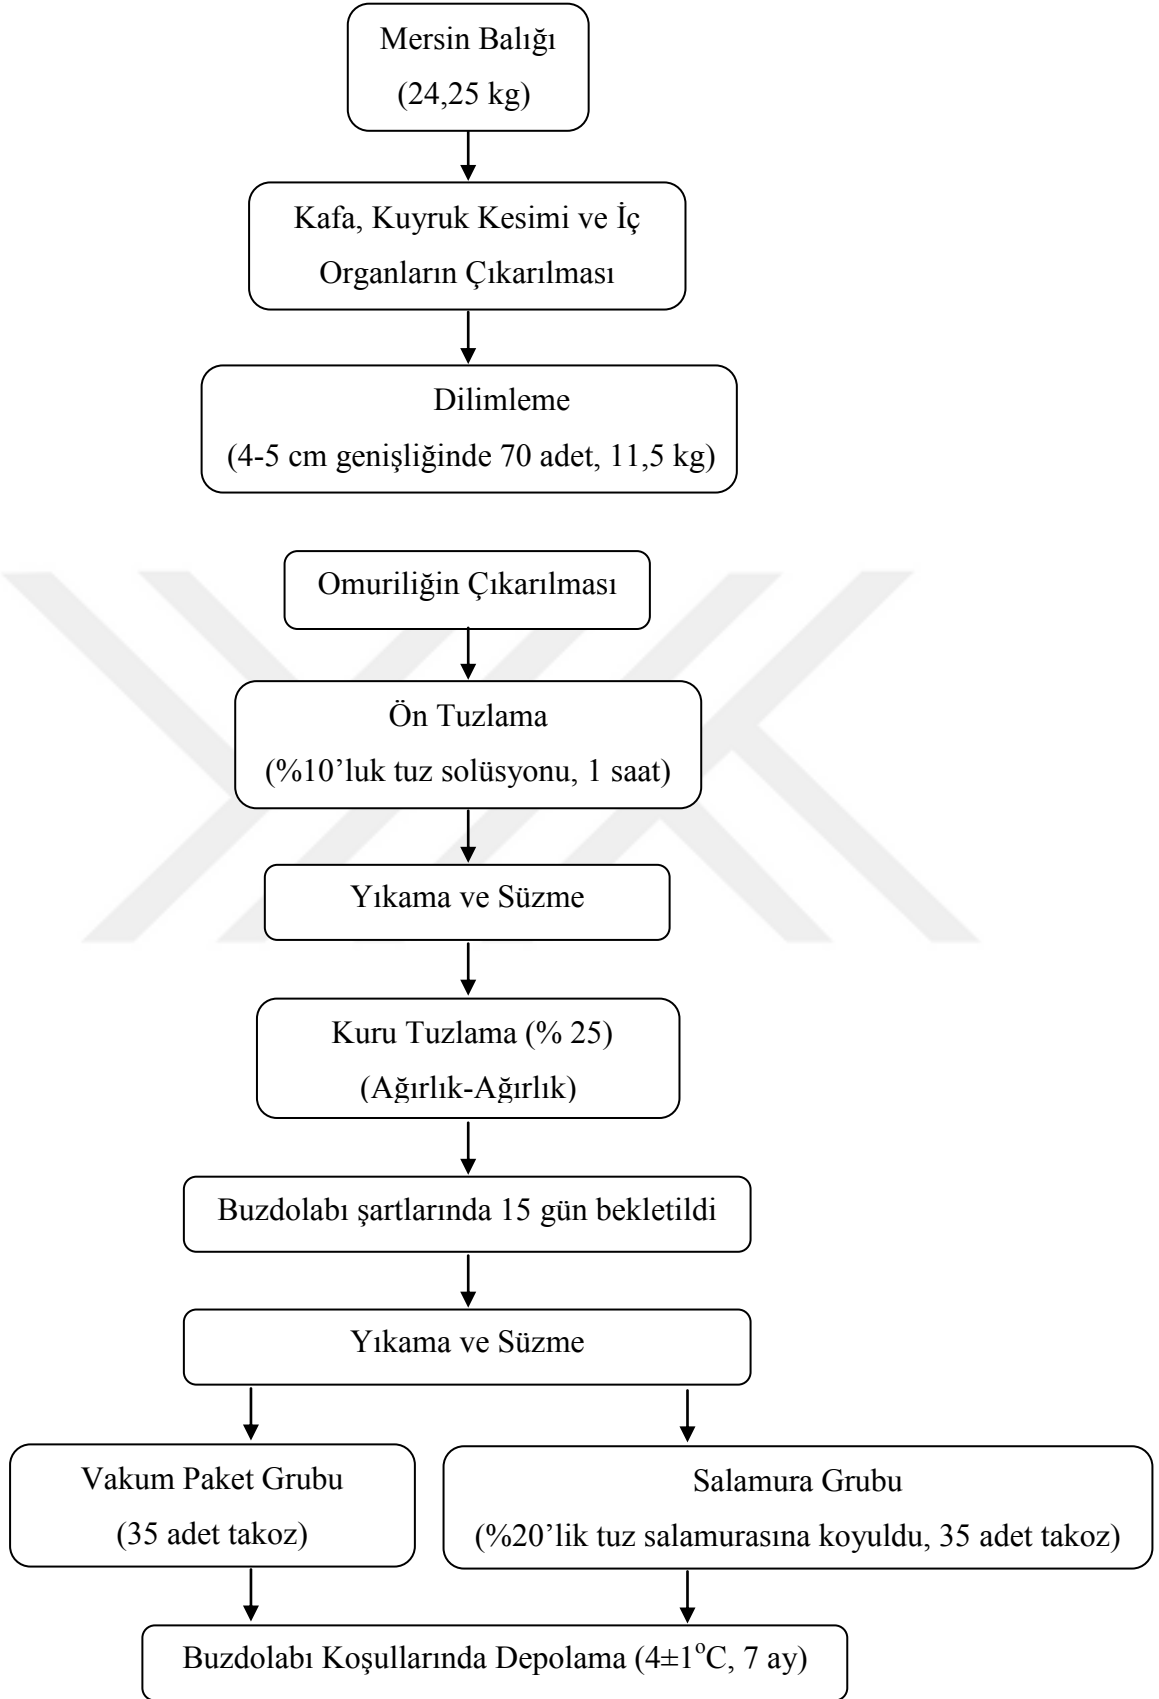 Mersin Balığı
(24,25 kg)
Kafa, Kuyruk Kesimi ve İç
Organların Çıkarılması
Dilimleme
(4-5 cm genişliğinde 70 adet, 11,5 kg)
Omuriliğin Çıkarılması
Ön Tuzlama
(%10’luk tuz solüsyonu, 1 saat)
Yıkama ve Süzme
Kuru Tuzlama (% 25)
(Ağırlık-Ağırlık)
Buzdolabı şartlarında 15 gün bekletildi
Yıkama ve Süzme
Vakum Paket Grubu
(35 adet takoz)
Salamura Grubu
(%20’lik tuz salamurasına koyuldu, 35 adet takoz)
Buzdolabı Koşullarında Depolama (4±1°C, 7 ay)